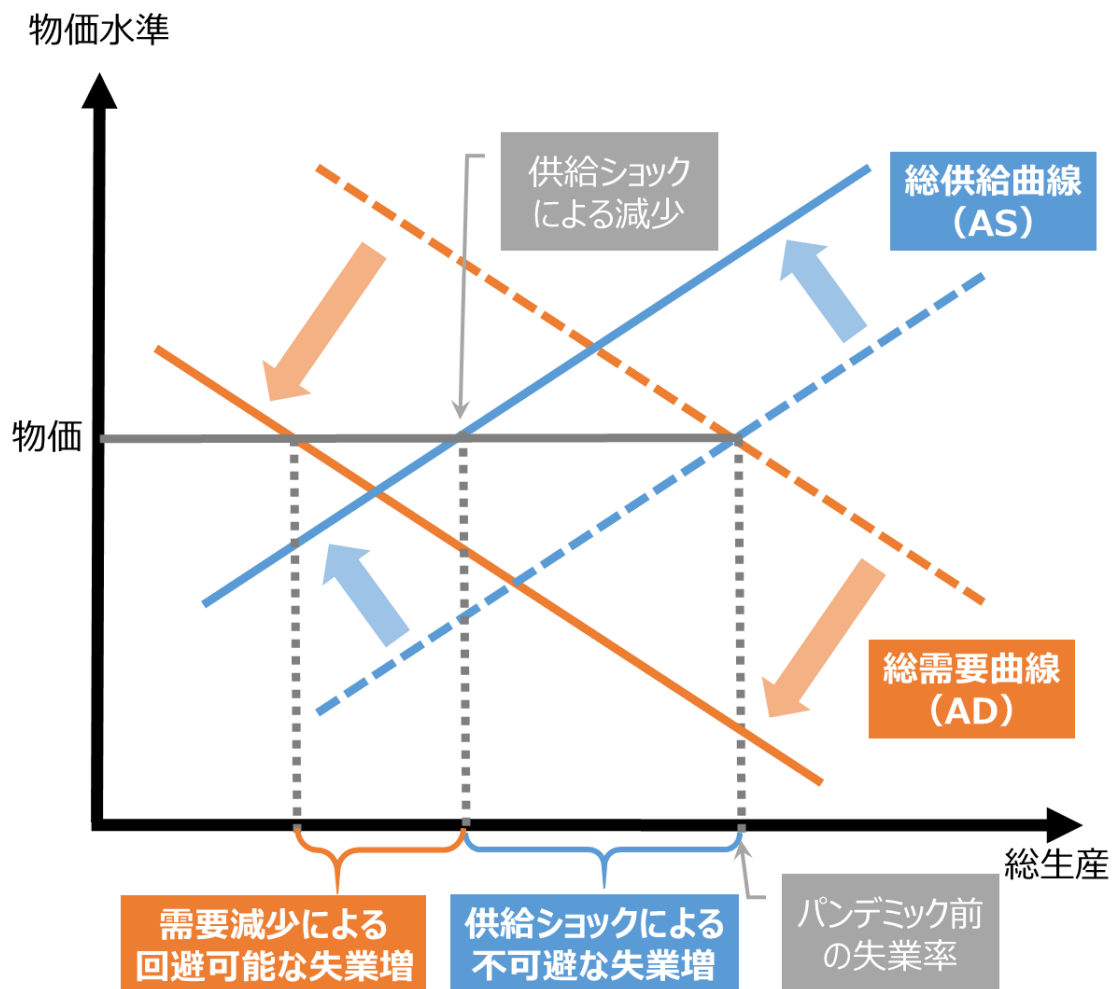 物価水準
供給ショック
による減少
総供給曲線
（AS）
物価
総需要曲線
（AD）
総生産
需要減少による
回避可能な失業増
供給ショックによる
不可避な失業増
パンデミック前
の失業率